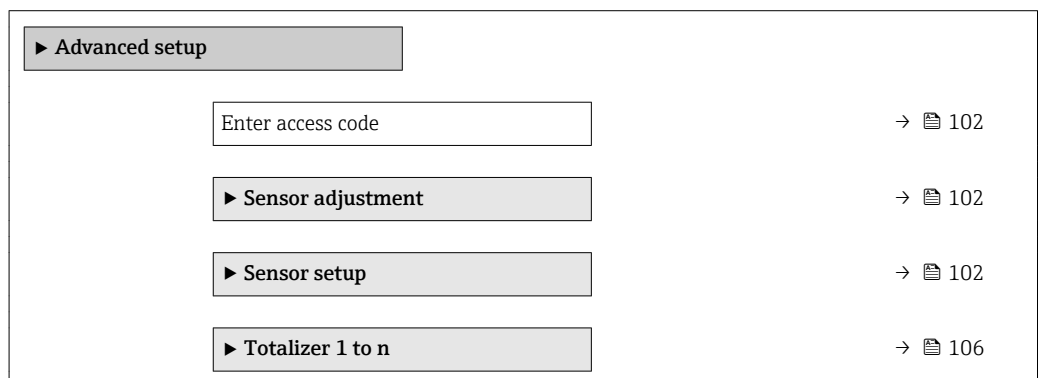 ▶ Advanced setup
Enter access code → 102
▶ Sensor adjustment → 102
▶ Sensor setup → 102
▶ Totalizer 1 to n → 106